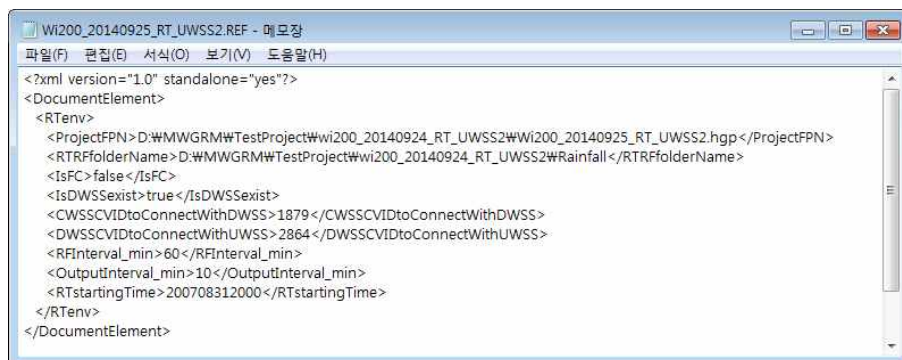 Wi200_20140925_RT_UWSS2.REF - 메모장
파일(F) 편집(E) 서식(O) 보기(V) 도움말(H)
<?xml version="1.0" standalone="yes"?>
<DocumentElement>
<RTenv>
<ProjectFPN>D:₩MWGRM₩TestProject₩wi200_20140924_RT_UWSS2₩Wi200_20140925_RT_UWSS2.hgp</ProjectFPN>
<RTRFfolderName>D:₩MWGRM₩TestProject₩wi200_20140924_RT_UWSS2₩Rainfall</RTRFfolderName>
<IsFC>false</IsFC>
<IsDWSSexist>true</IsDWSSexist>
<CWSSCVIDtoConnectWithDWSS>1879</CWSSCVIDtoConnectWithDWSS>
<DWSSCVIDtoConnectWithUWSS>2864</DWSSCVIDtoConnectWithUWSS>
<RFInterval_min>60</RFInterval_min>
<OutputInterval_min>10</OutputInterval_min>
<RTstartingTime>200708312000</RTstartingTime>
</RTenv>
</DocumentElement>